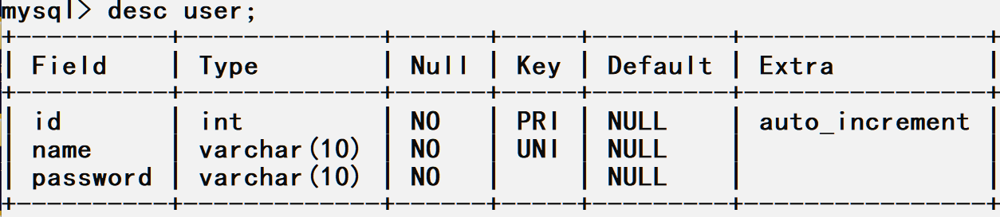 mysql> desc user;
+----------+-------------+------+-----+---------+----------------+
| Field    | Type        | Null | Key | Default | Extra          |
+----------+-------------+------+-----+---------+----------------+
| id       | int         | NO   | PRI | NULL    | auto_increment |
| name     | varchar(10) | NO   | UNI | NULL    |                |
| password | varchar(10) | NO   |     | NULL    |                |
+----------+-------------+------+-----+---------+----------------+